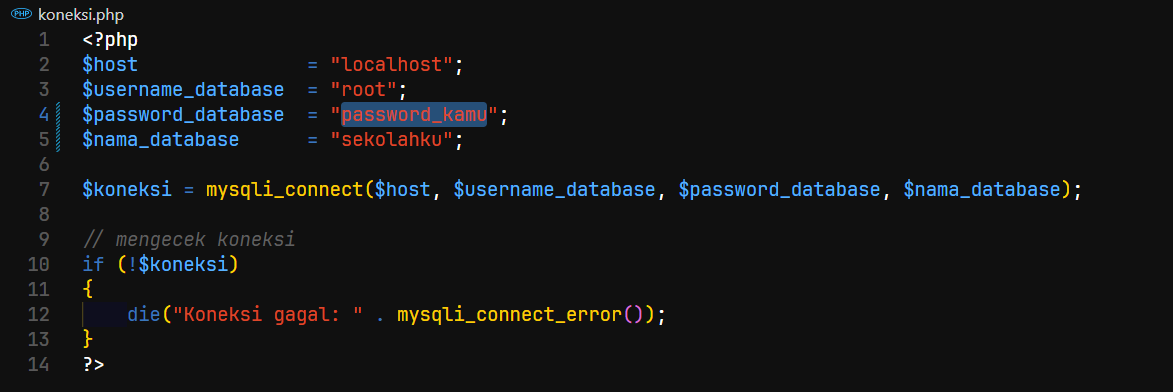 php koneksi.php
1 <?php
2 $host                = "localhost";
3 $username_database  = "root";
4 $password_database  = "password_kamu";
5 $nama_database      = "sekolahku";
6
7 $koneksi = mysqli_connect($host, $username_database, $password_database, $nama_database);
8
9 // mengecek koneksi
10 if (!$koneksi)
11 {
12     die("Koneksi gagal: " . mysqli_connect_error());
13 }
14 ?>